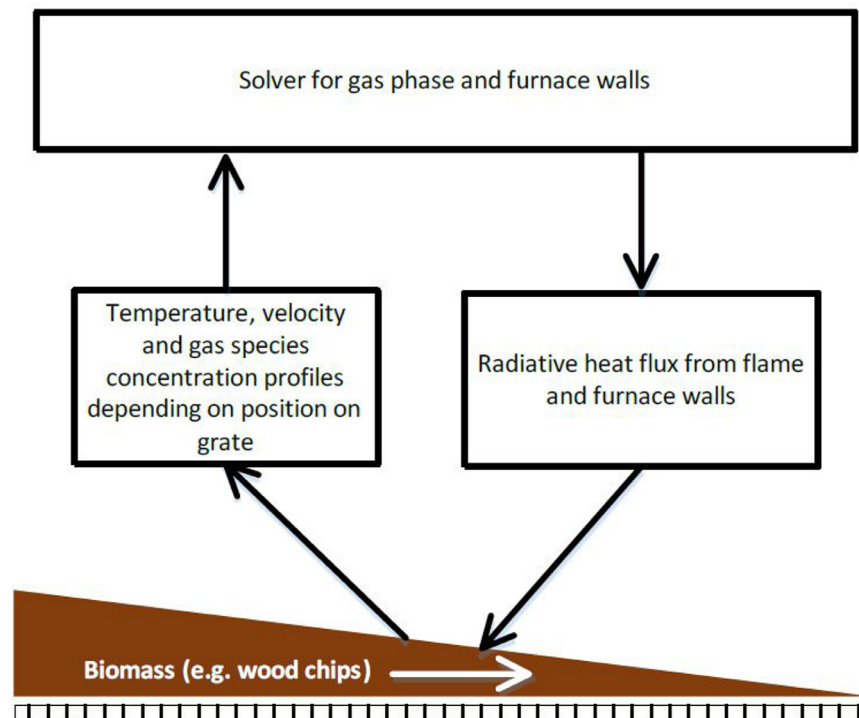 Solver for gas phase and furnace walls
Temperature, velocity
and gas species
concentration profiles
depending on position on
grate
Radiative heat flux from flame
and furnace walls
Biomass (e.g. wood chips)